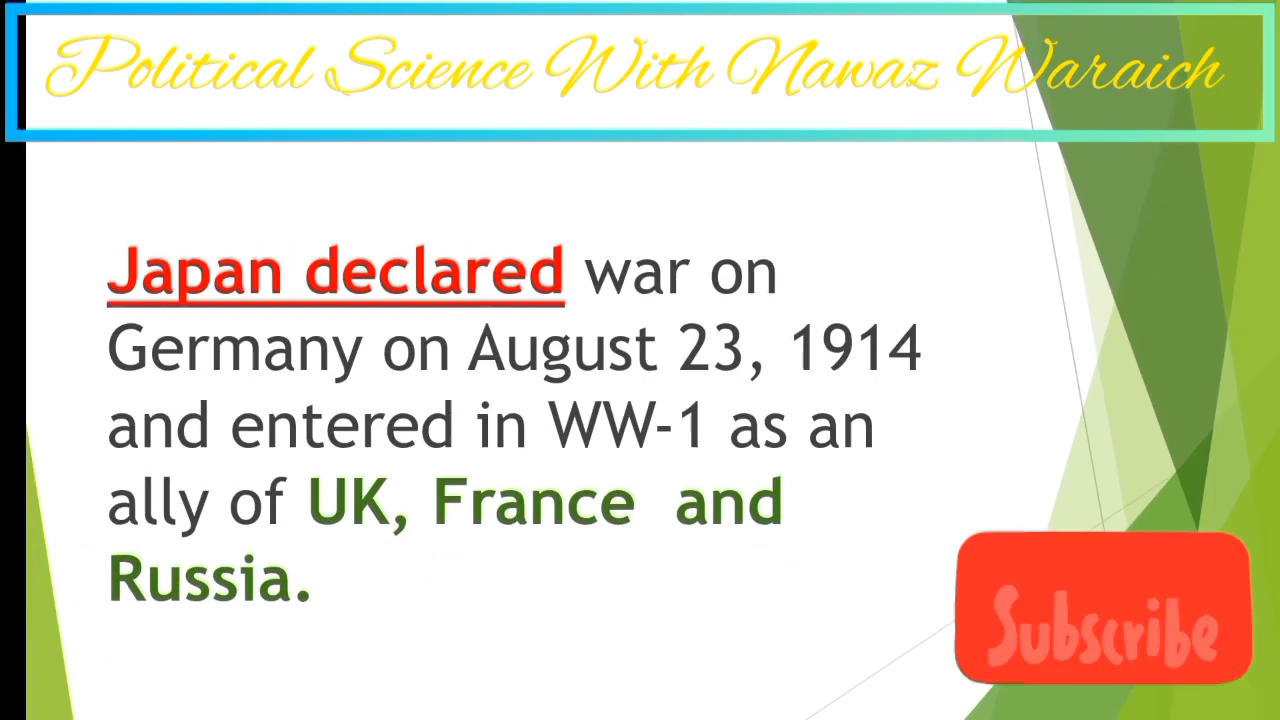 Political Science With Nawaz Waraich
Japan declared war on
Germany on August 23, 1914
and entered in WW-1 as an
ally of UK, France and
Russia.
Subscribe